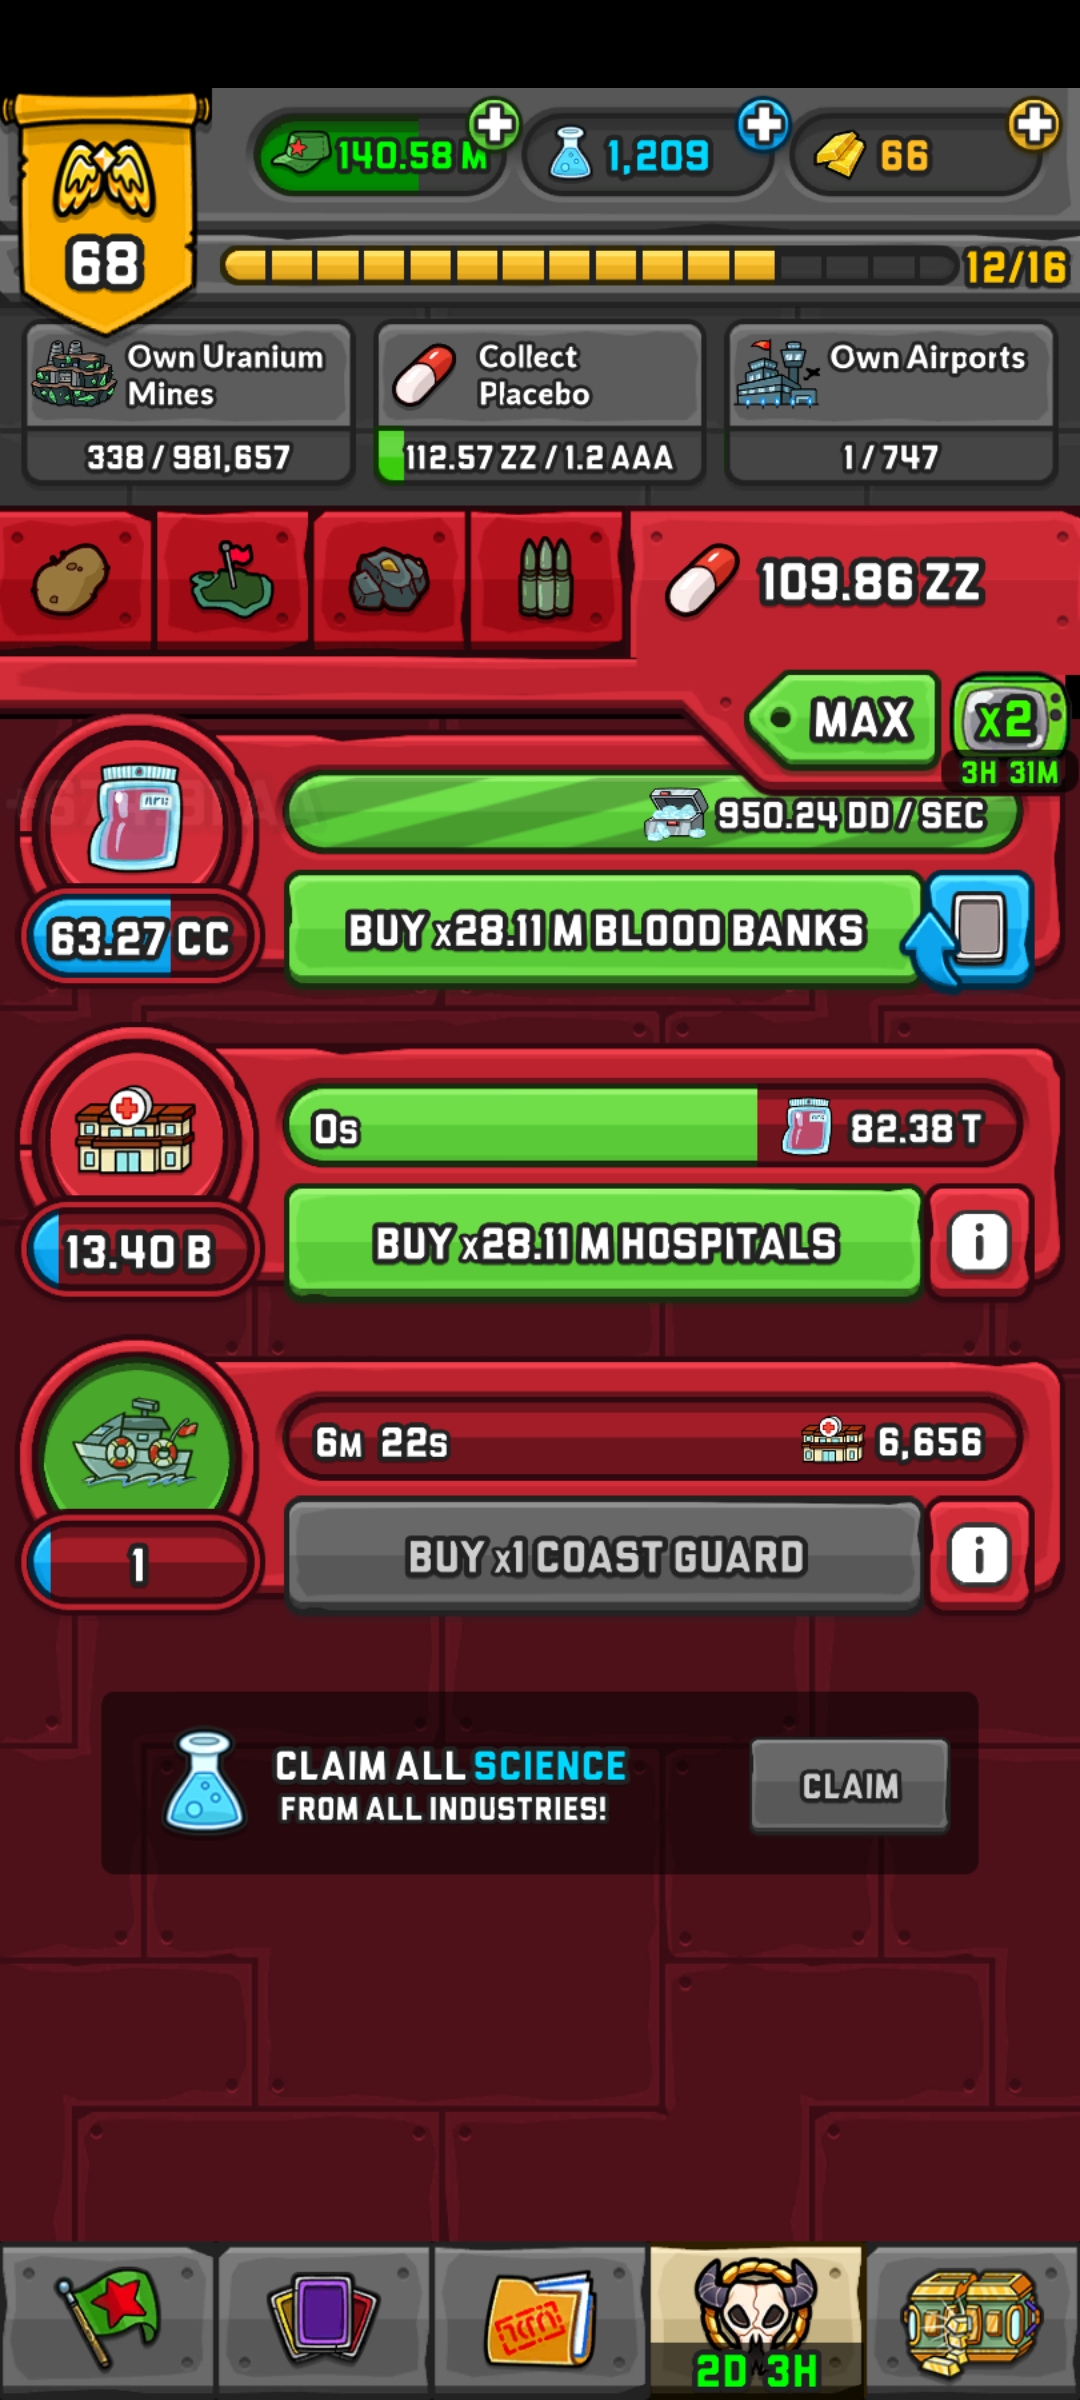 140.58 M
1,209
66
68
12/16
Own Uranium
Mines
338 / 981,657
Collect
Placebo
112.57 ZZ / 1.2 AAA
Own Airports
1 / 747
109.86 ZZ
MAX
x2
3H 31M
950.24 DD / SEC
63.27 CC
BUY x28.11 M BLOOD BANKS
0s
82.38 T
13.40 B
BUY x28.11 M HOSPITALS
6M 22s
6,656
1
BUY x1 COAST GUARD
CLAIM ALL SCIENCE
FROM ALL INDUSTRIES!
CLAIM
2D 3H